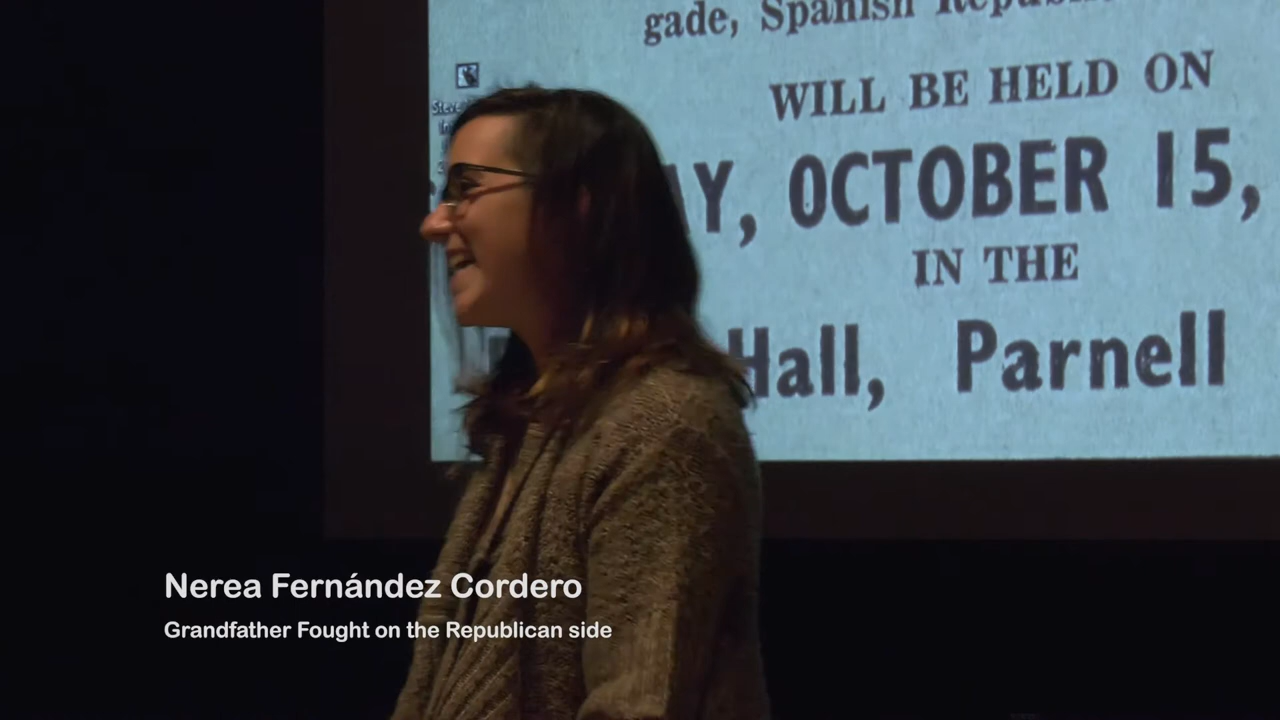 gade, Spanish
WILL BE HELD ON
AY, OCTOBER 15,
IN THE
Hall, Parnell
Nerea Fernández Cordero
Grandfather Fought on the Republican side